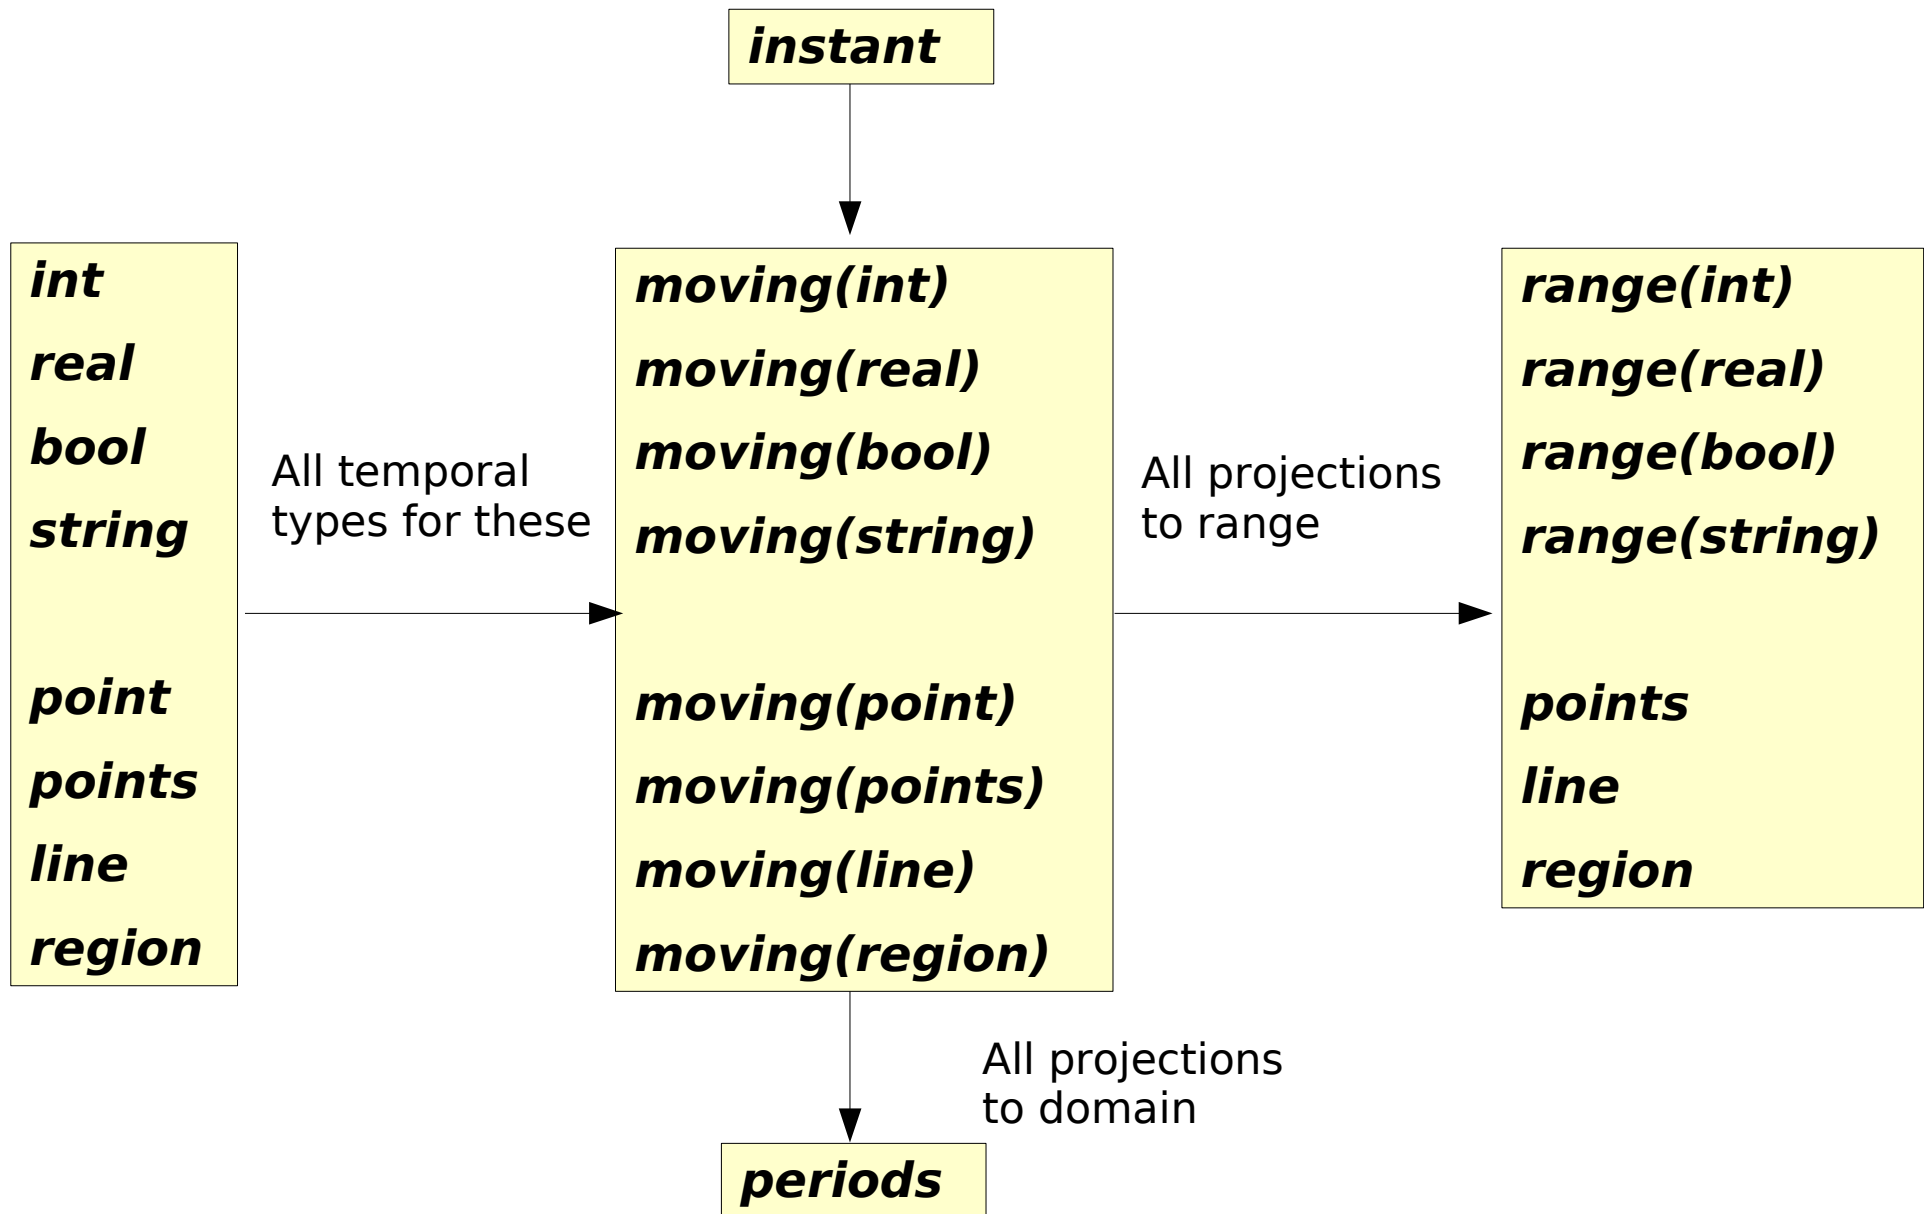 instant
int
real
bool
string
point
points
line
region
All temporal
types for these
moving(int)
moving(real)
moving(bool)
moving(string)
moving(point)
moving(points)
moving(line)
moving(region)
All projections
to range
range(int)
range(real)
range(bool)
range(string)
points
line
region
All projections
to domain
periods